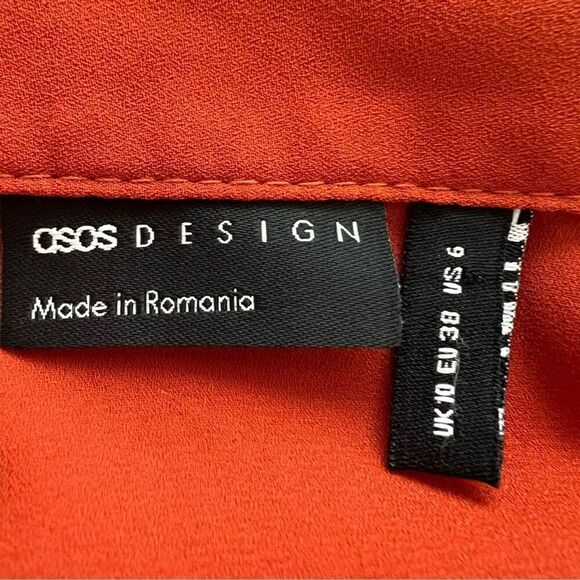 asos DESIGN
Made in Romania
UK 10 EU 38 US 6